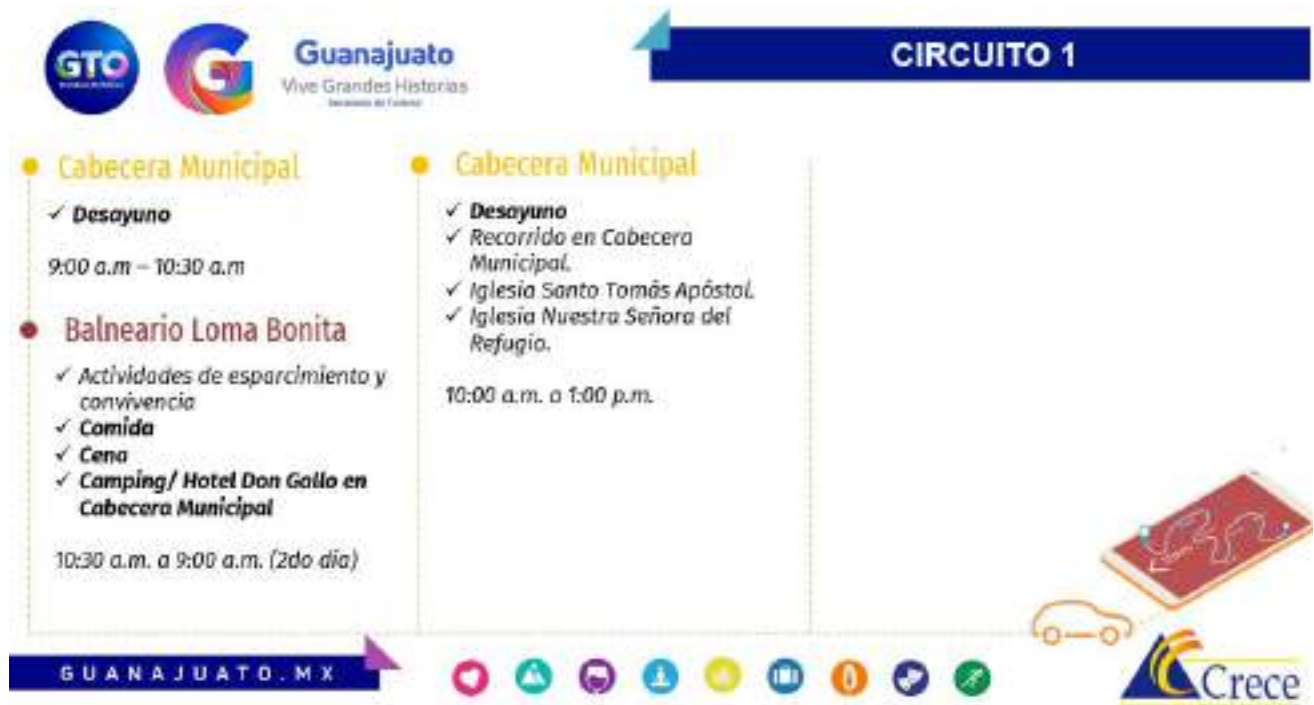 GTO
Guanajuato
Vive Grandes Historias
Secretaría de Turismo
CIRCUITO 1
Cabecera Municipal
✓ Desayuno
9:00 a.m – 10:30 a.m
Balneario Loma Bonita
✓ Actividades de esparcimiento y
convivencia
✓ Comida
✓ Cena
✓ Camping/ Hotel Don Gallo en
Cabecera Municipal
10:30 a.m. a 9:00 a.m. (2do día)
Cabecera Municipal
✓ Desayuno
✓ Recorrido en Cabecera
Municipal.
✓ Iglesia Santo Tomás Apóstol.
✓ Iglesia Nuestra Señora del
Refugio.
10:00 a.m. a 1:00 p.m.
GUANAJUATO.MX
Crece